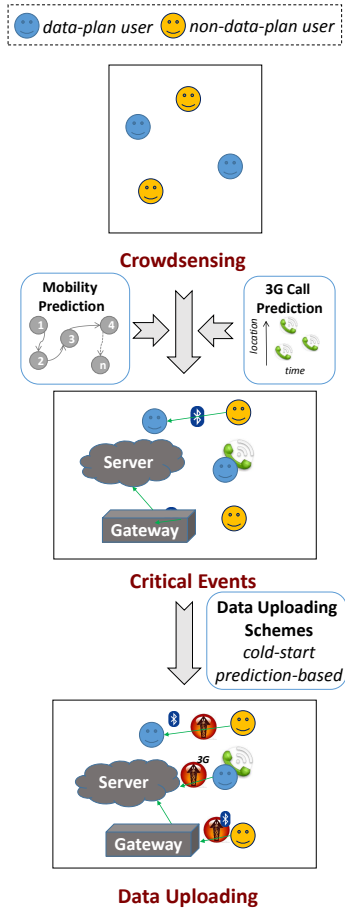 data-plan user
non-data-plan user
Crowdsensing
Mobility
Prediction
1
2
3
4
n
3G Call
Prediction
location
time
Server
Gateway
Critical Events
Data Uploading
Schemes
cold-start
prediction-based
3G
Server
Gateway
Data Uploading